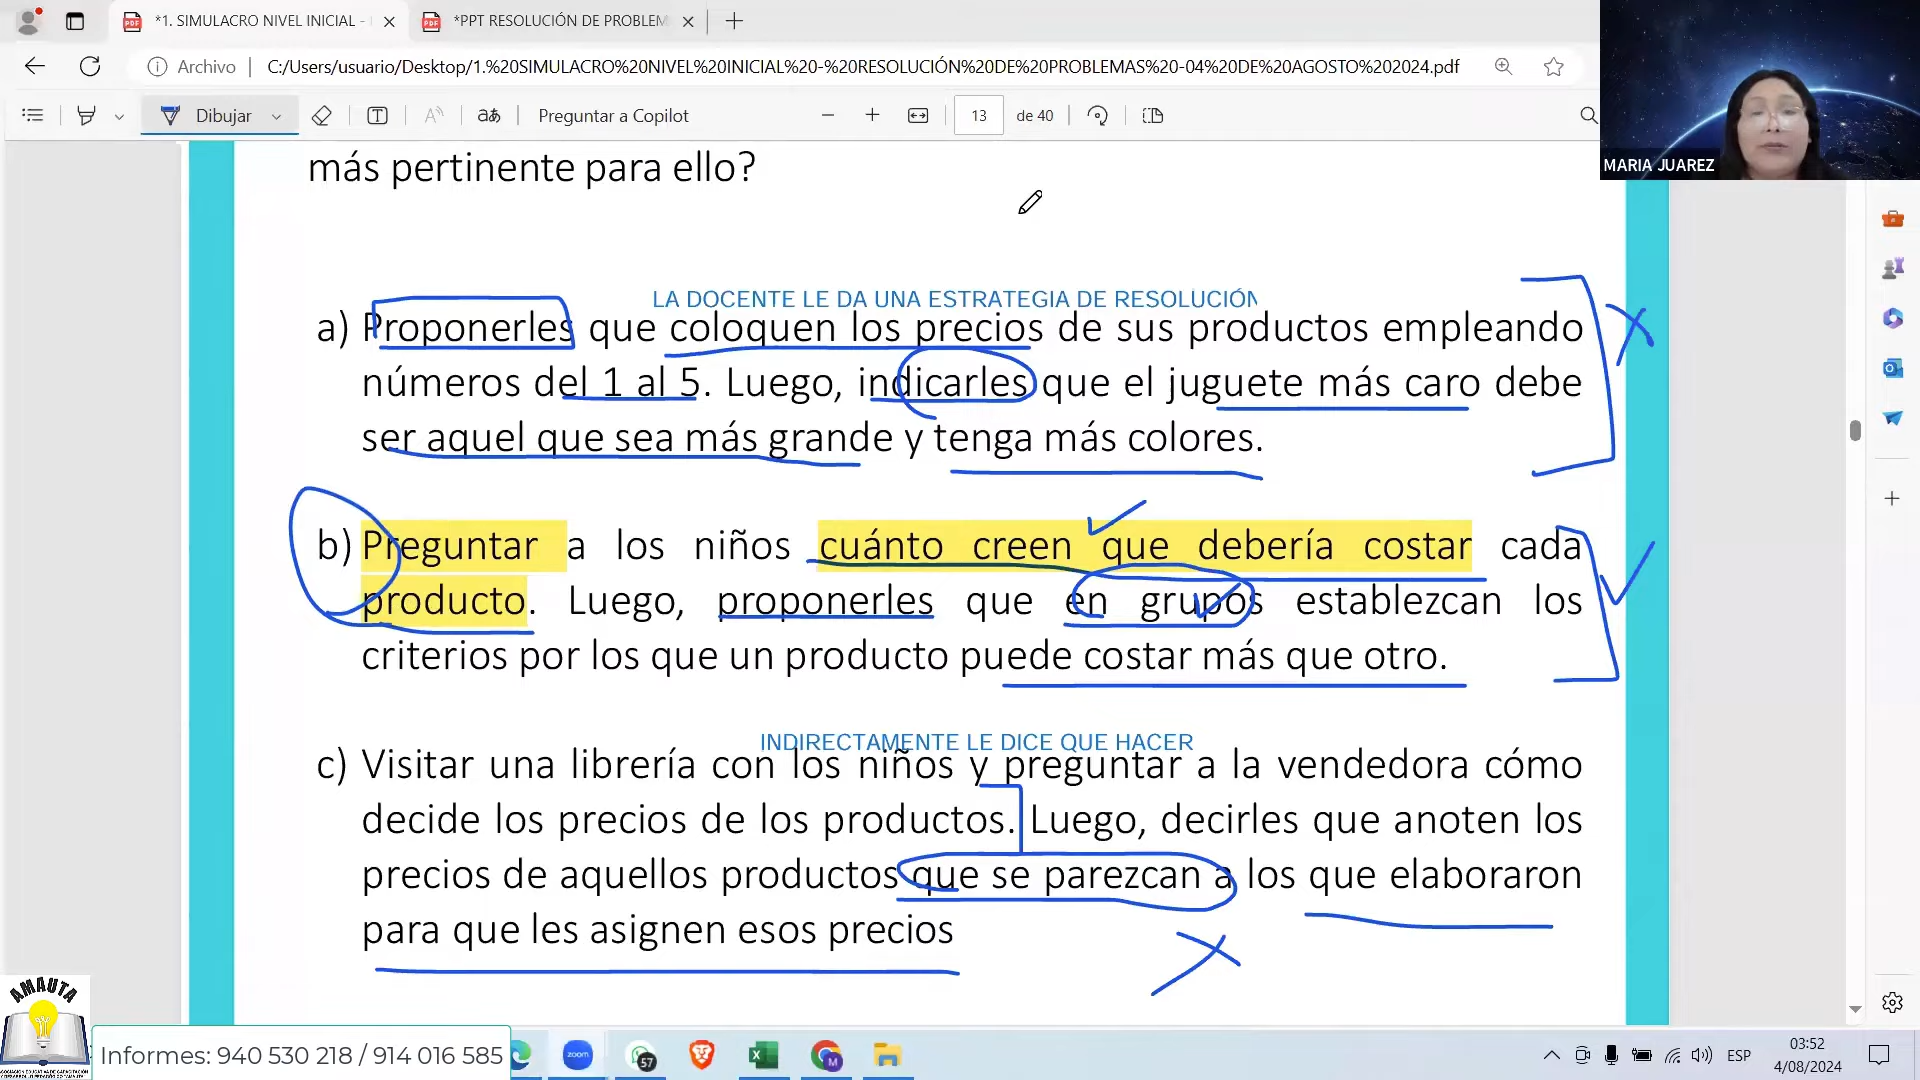 *1. SIMULACRO NIVEL INICIAL -
*PPT RESOLUCIÓN DE PROBLEM
Archivo
C:/Users/usuario/Desktop/1.%20SIMULACRO%20NIVEL%20INICIAL%20-%20RESOLUCIÓN%20DE%20PROBLEMAS%20-04%20DE%20AGOSTO%202024.pdf
Dibujar
Preguntar a Copilot
13
de 40
MARIA JUAREZ
más pertinente para ello?
LA DOCENTE LE DA UNA ESTRATEGIA DE RESOLUCIÓN
a) Proponerles que coloquen los precios de sus productos empleando
números del 1 al 5. Luego, indicarles que el juguete más caro debe
ser aquel que sea más grande y tenga más colores.
b) Preguntar a los niños cuánto creen que debería costar cada
producto. Luego, proponerles que en grupos establezcan los
criterios por los que un producto puede costar más que otro.
INDIRECTAMENTE LE DICE QUE HACER
c) Visitar una librería con los niños y preguntar a la vendedora cómo
decide los precios de los productos. Luego, decirles que anoten los
precios de aquellos productos que se parezcan a los que elaboraron
para que les asignen esos precios
AMAUTA
Informes: 940 530 218 / 914 016 585
zoom
57
M
ESP
03:52
4/08/2024